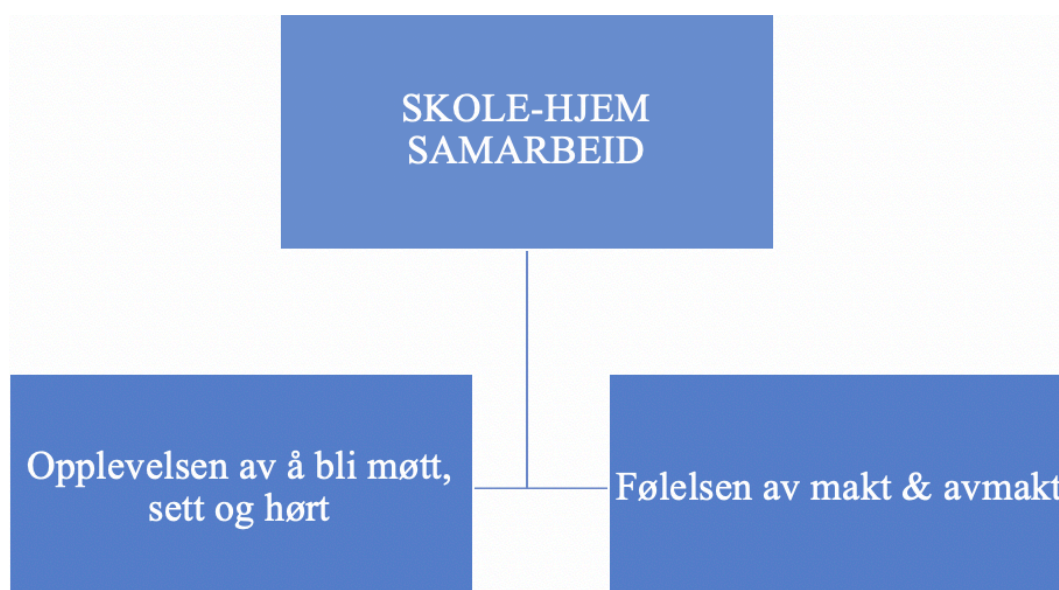 SKOLE-HJEM
SAMARBEID
Opplevelsen av å bli møtt,
sett og hørt
Følelsen av makt & avmakt